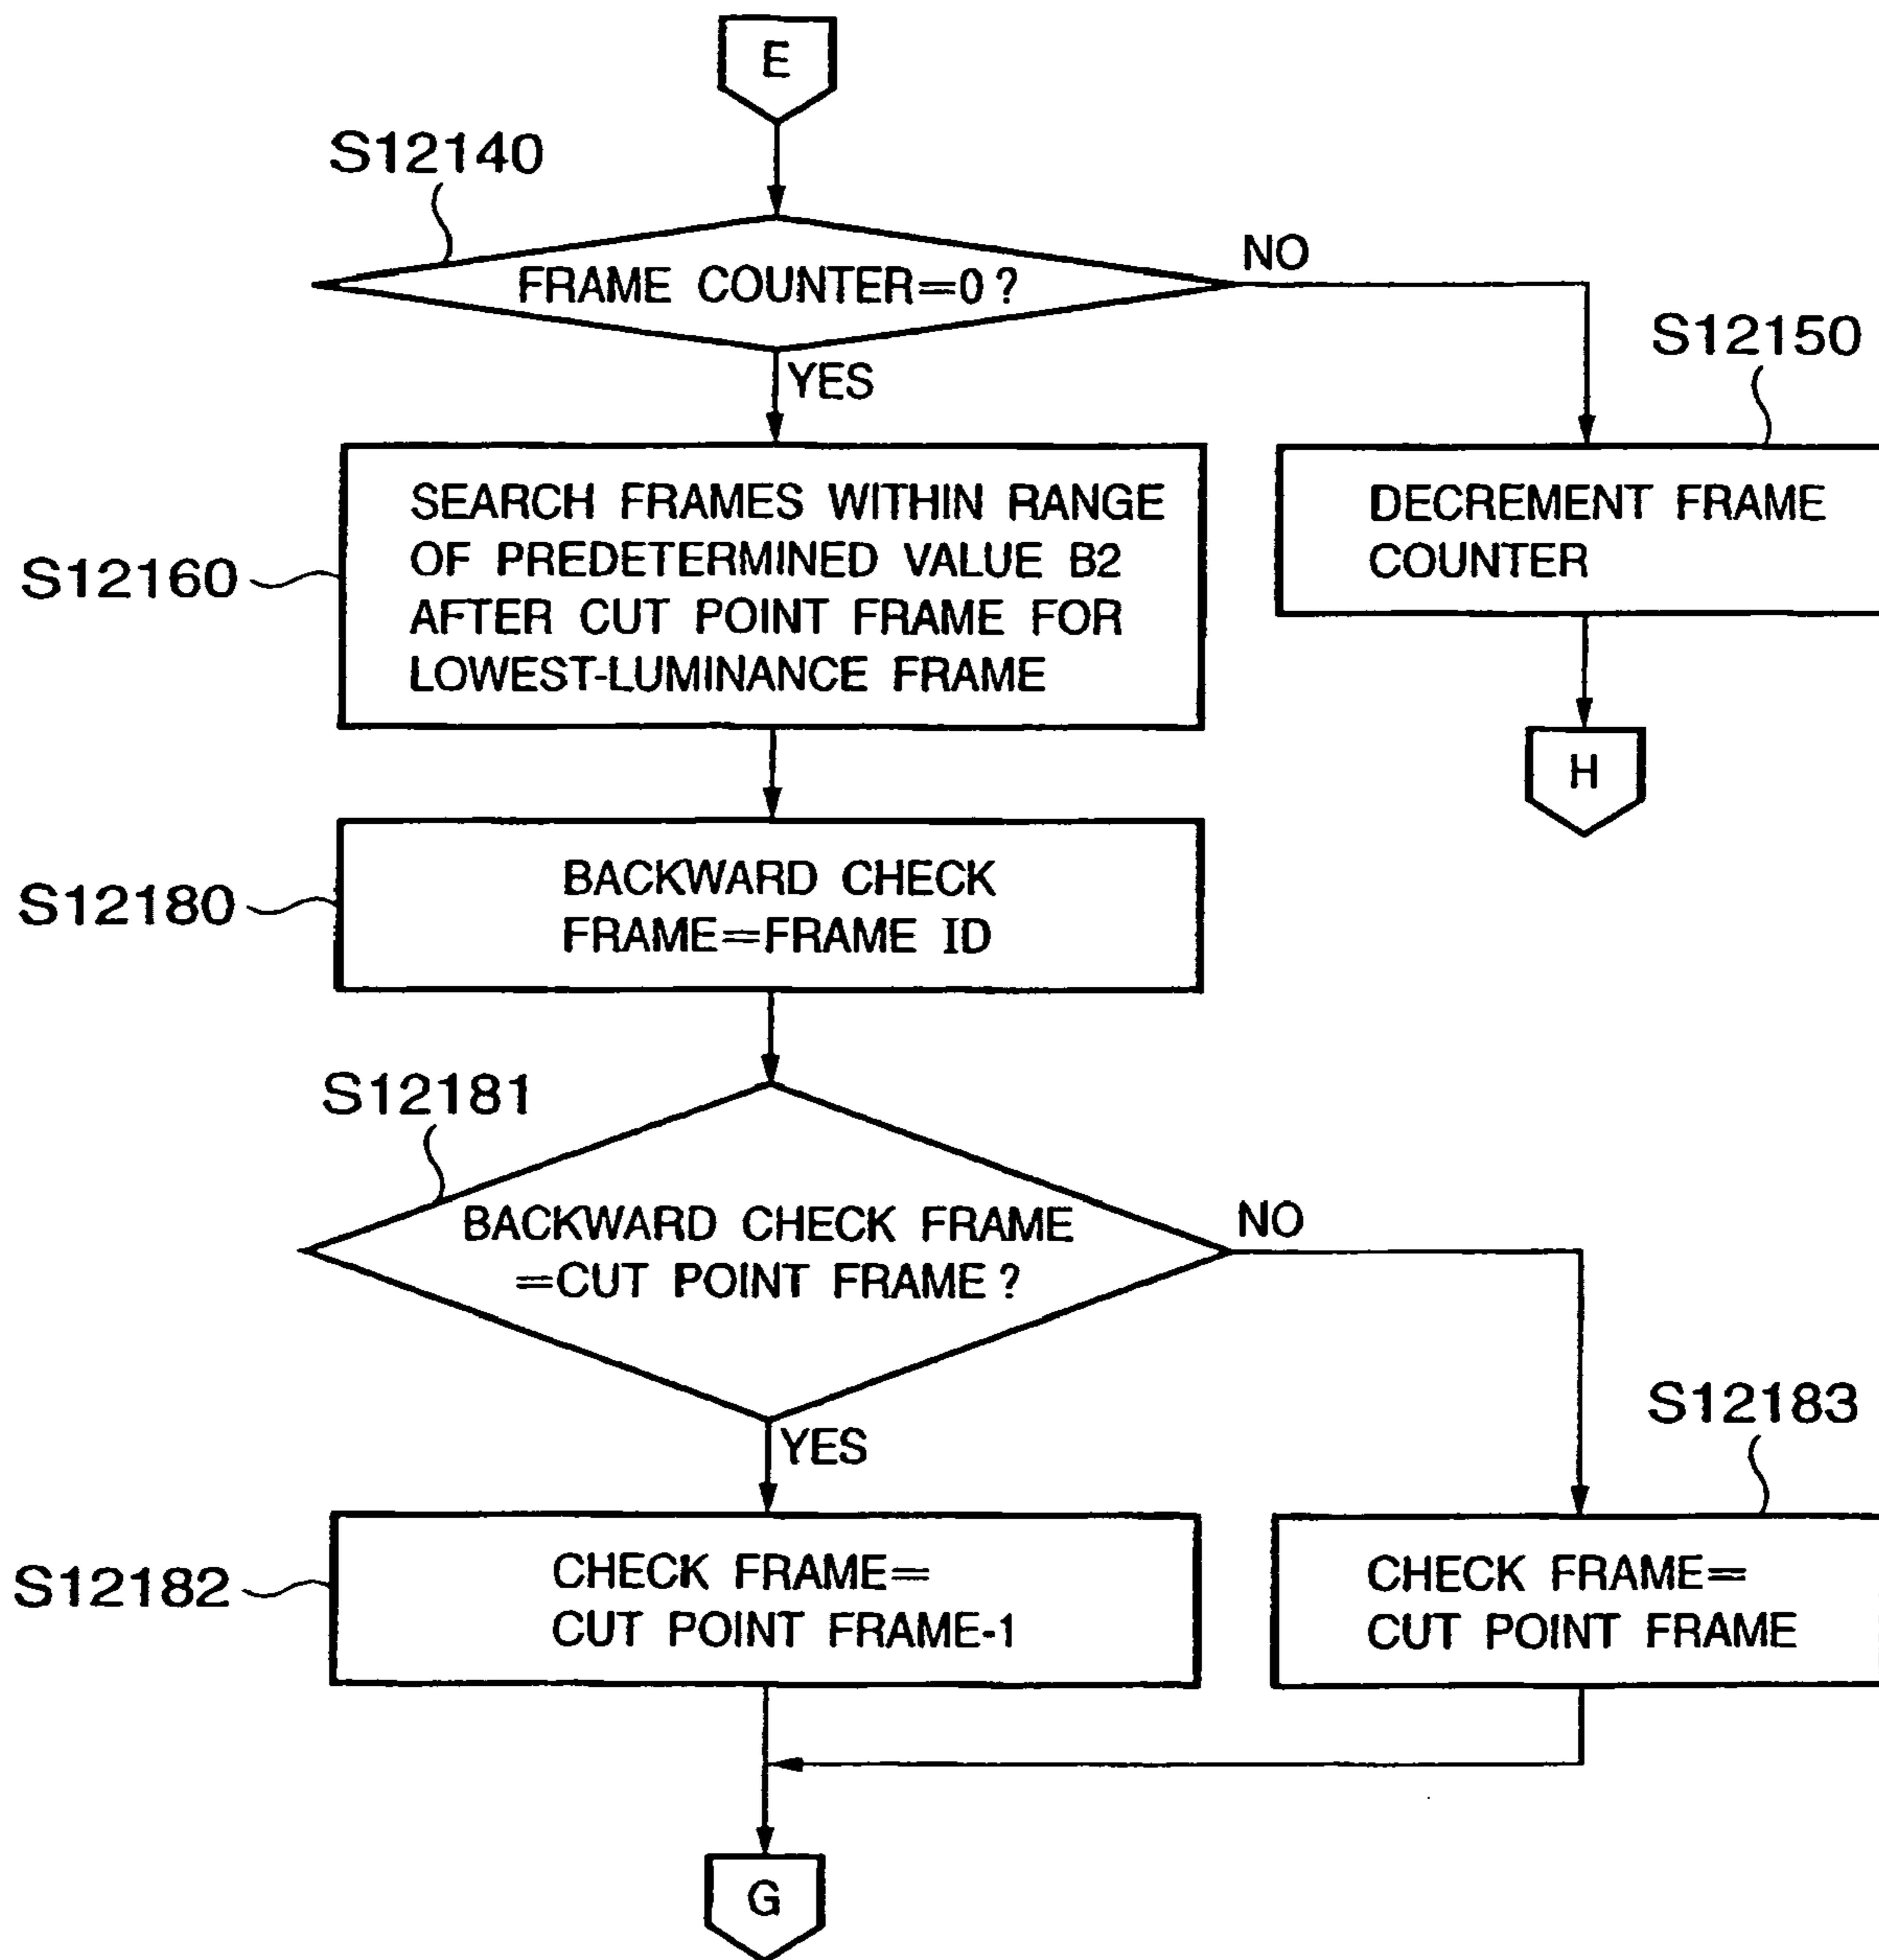 E
S12140
FRAME COUNTER=0?
NO
YES
S12150
SEARCH FRAMES WITHIN RANGE
OF PREDETERMINED VALUE B2
AFTER CUT POINT FRAME FOR
LOWEST-LUMINANCE FRAME
S12160
DECREMENT FRAME
COUNTER
H
BACKWARD CHECK
FRAME=FRAME ID
S12180
S12181
BACKWARD CHECK FRAME
=CUT POINT FRAME?
NO
YES
S12183
CHECK FRAME=
CUT POINT FRAME-1
S12182
CHECK FRAME=
CUT POINT FRAME
G